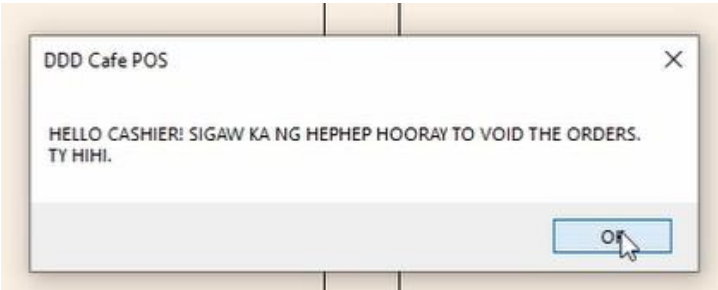 DDD Cafe POS
HELLO CASHIER! SIGAW KA NG HEPHEP HOORAY TO VOID THE ORDERS.
TY HIHI.